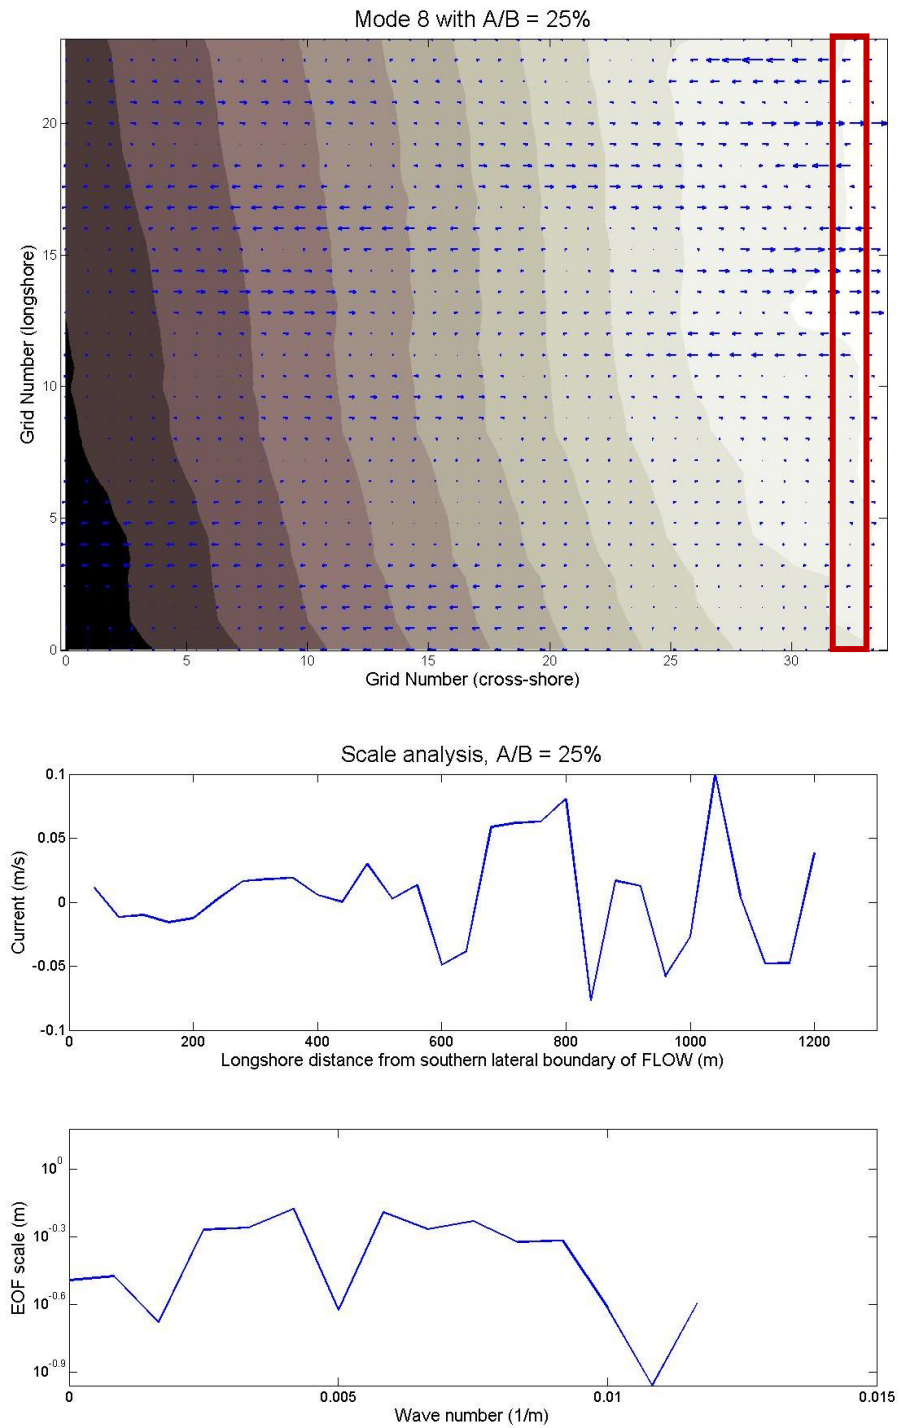 Mode 8 with A/B = 25%
Grid Number (longshore)
20
15
10
5
0
0 5 10 15 20 25 30
Grid Number (cross-shore)
Scale analysis, A/B = 25%
Current (m/s)
0.1
0.05
0
-0.05
-0.1
0 200 400 600 800 1000 1200
Longshore distance from southern lateral boundary of FLOW (m)
EOF scale (m)
10^0
10^-0.3
10^-0.6
10^-0.9
0 0.005 0.01 0.015
Wave number (1/m)